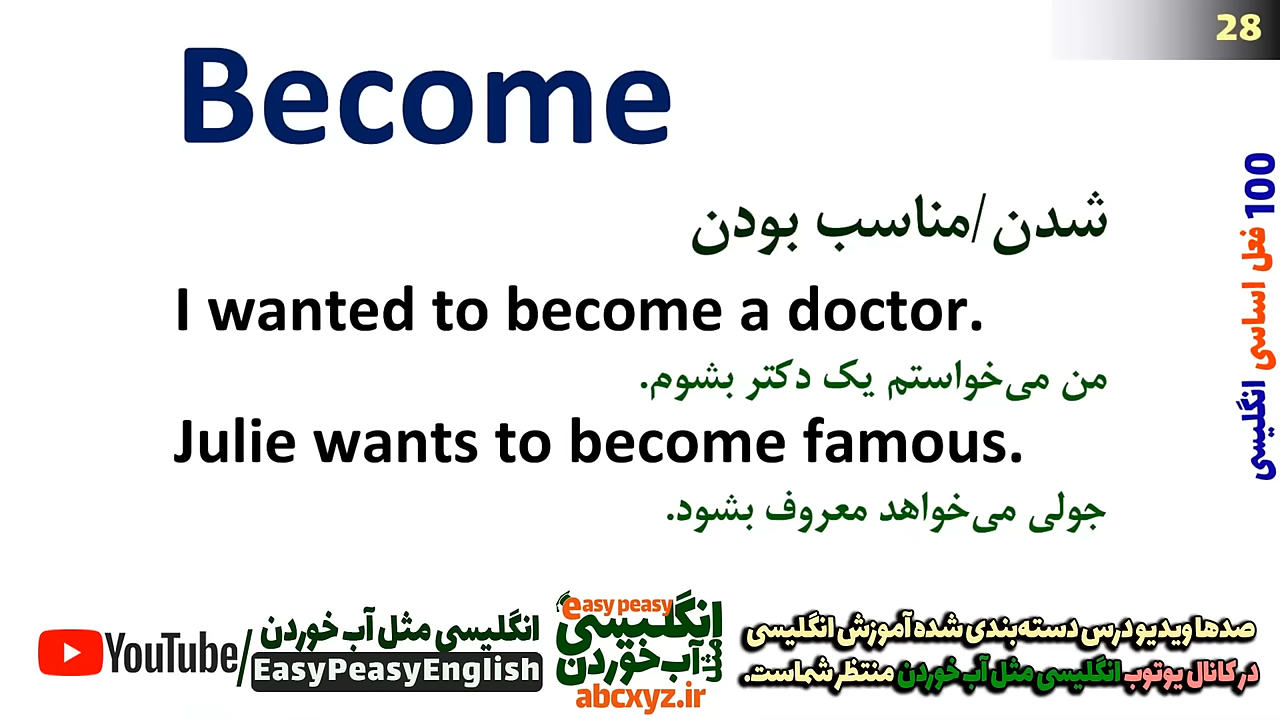 28
Become
شدن/مناسب بودن
I wanted to become a doctor.
من می‌خواستم یک دکتر بشوم.
Julie wants to become famous.
جولی می‌خواهد معروف بشود.
100 فعل اساسی انگلیسی
YouTube/
انگلیسی مثل آب خوردن
EasyPeasyEnglish
easy peasy
انگلیسی
مثل
آب خوردن
abcxyz.ir
صدها ویدیو درس دسته‌بندی شده آموزش انگلیسی
در کانال یوتوب انگلیسی مثل آب خوردن منتظر شماست.